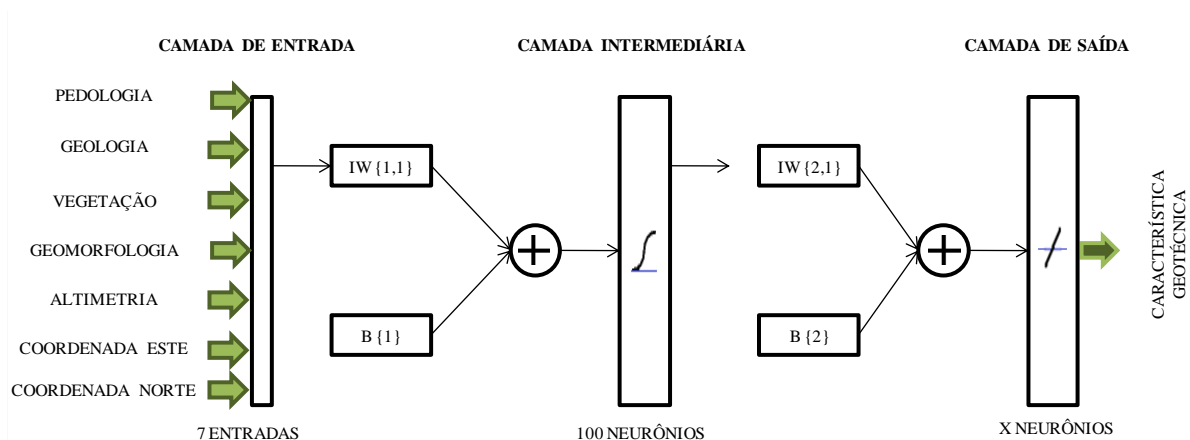 CAMADA DE ENTRADA
CAMADA INTERMEDIÁRIA
CAMADA DE SAÍDA
PEDOLOGIA
GEOLOGIA
VEGETAÇÃO
GEOMORFOLOGIA
ALTIMETRIA
COORDENADA ESTE
COORDENADA NORTE
IW{1,1}
B{1}
IW{2,1}
B{2}
CARACTERÍSTICA
GEOTÉCNICA
7 ENTRADAS
100 NEURÔNIOS
X NEURÔNIOS